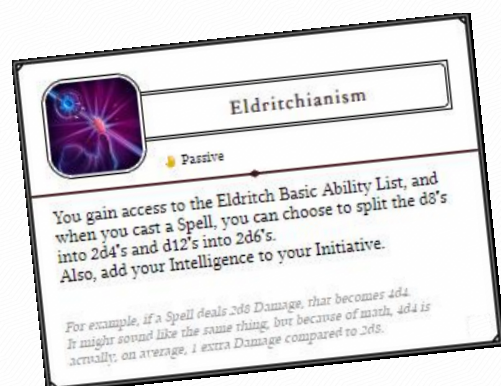 Eldritchianism
Passive
You gain access to the Eldritch Basic Ability List, and
when you cast a Spell, you can choose to split the d8's
into 2d4's and d12's into 2d6's.
Also, add your Intelligence to your Initiative.
For example, if a Spell deals 2d8 Damage, that becomes 4d4.
It might sound like the same thing, but because of math, 4d4 is
actually, on average, 1 extra Damage compared to 2d8.